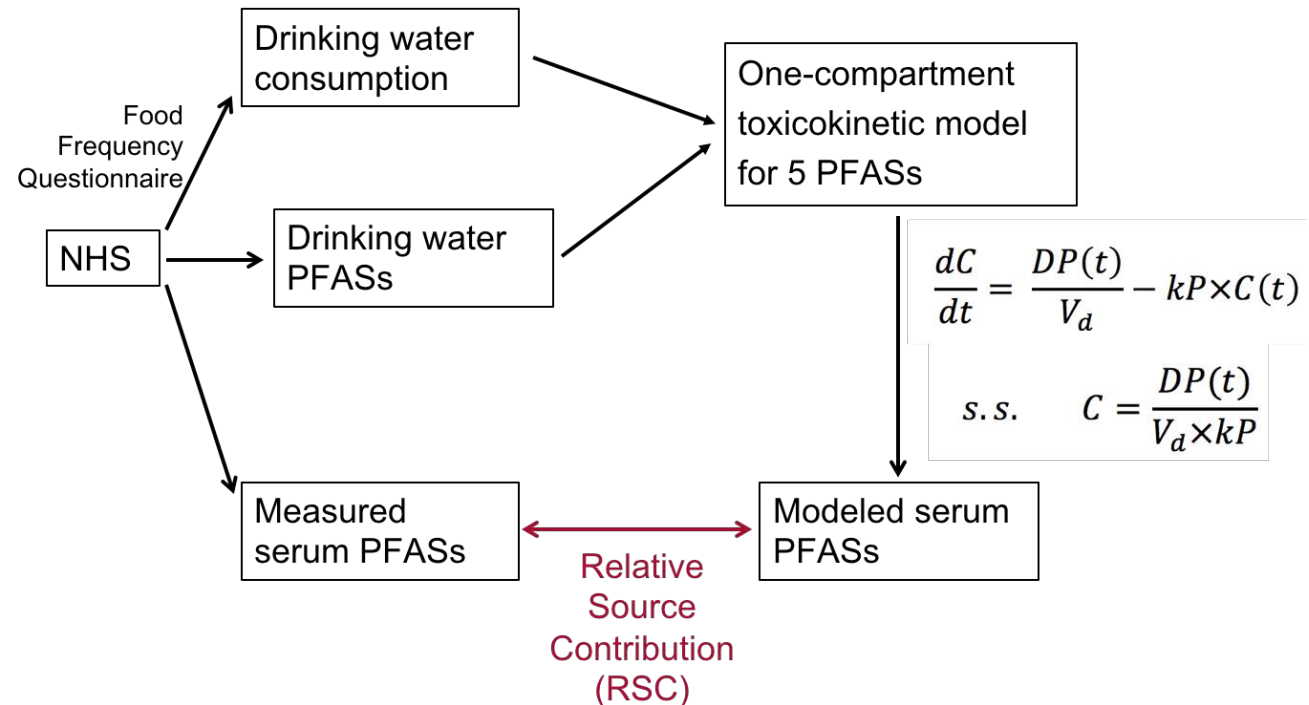 Drinking water
consumption
One-compartment
toxicokinetic model
for 5 PFASs
Food
Frequency
Questionnaire
NHS
Drinking water
PFASs
dC/dt = DP(t)/V_d − kP×C(t)
s.s. C = DP(t)/(V_d×kP)
Measured
serum PFASs
Modeled serum
PFASs
Relative
Source
Contribution
(RSC)